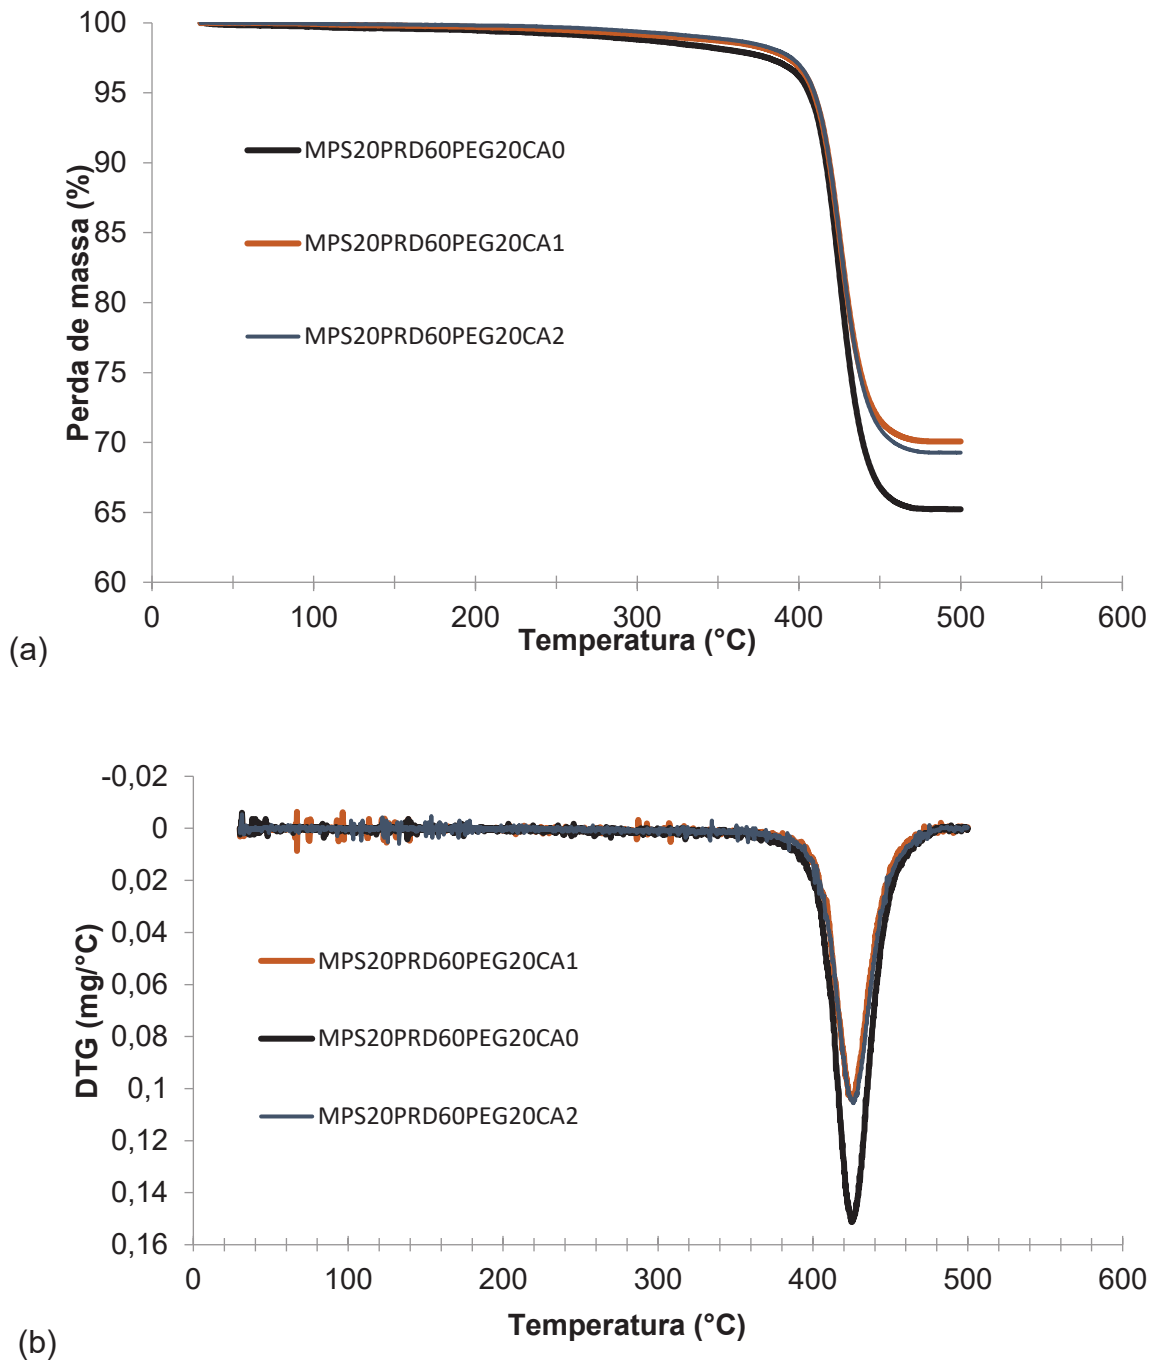 100
95
90
85
80
75
70
65
60
Perda de massa (%)
MPS20PRD60PEG20CA0
MPS20PRD60PEG20CA1
MPS20PRD60PEG20CA2
0 100 200 300 400 500 600
Temperatura (°C)
(a)
-0,02
0
0,02
0,04
0,06
0,08
0,1
0,12
0,14
0,16
DTG (mg/°C)
MPS20PRD60PEG20CA1
MPS20PRD60PEG20CA0
MPS20PRD60PEG20CA2
0 100 200 300 400 500 600
Temperatura (°C)
(b)